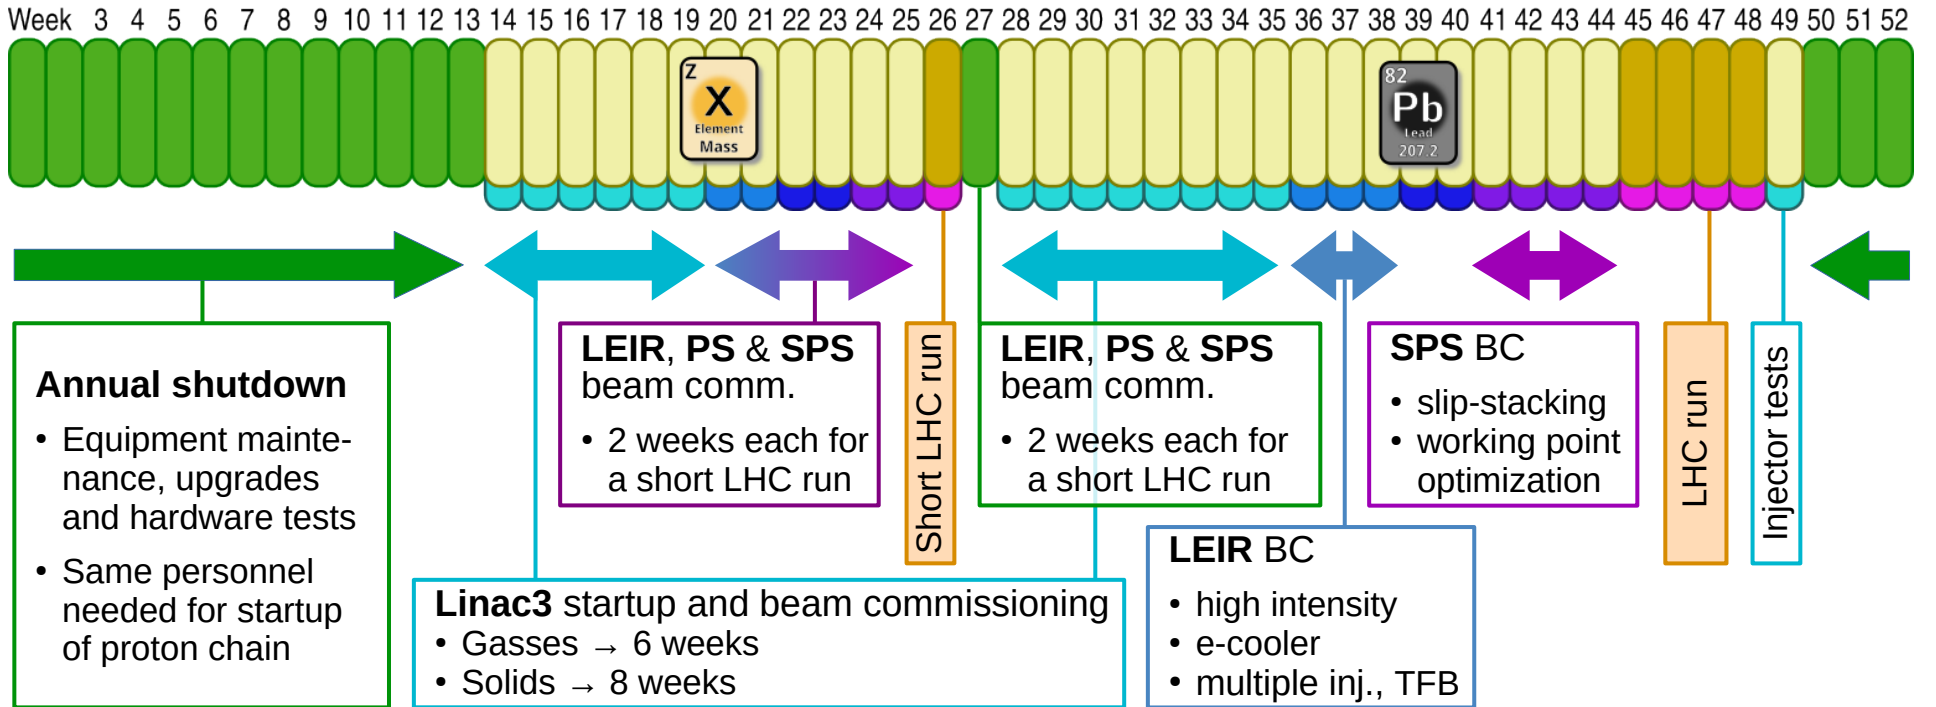 Week 3 4 5 6 7 8 9 10 11 12 13 14 15 16 17 18 19 20 21 22 23 24 25 26 27 28 29 30 31 32 33 34 35 36 37 38 39 40 41 42 43 44 45 46 47 48 49 50 51 52
Z
X
Element
Mass
82
Pb
Lead
207.2
Annual shutdown
• Equipment mainte-
nance, upgrades
and hardware tests
• Same personnel
needed for startup
of proton chain
LEIR, PS & SPS
beam comm.
• 2 weeks each for
a short LHC run
Short LHC run
LEIR, PS & SPS
beam comm.
• 2 weeks each for
a short LHC run
SPS BC
• slip-stacking
• working point
optimization
LHC run
Injector tests
Linac3 startup and beam commissioning
• Gasses → 6 weeks
• Solids → 8 weeks
LEIR BC
• high intensity
• e-cooler
• multiple inj., TFB